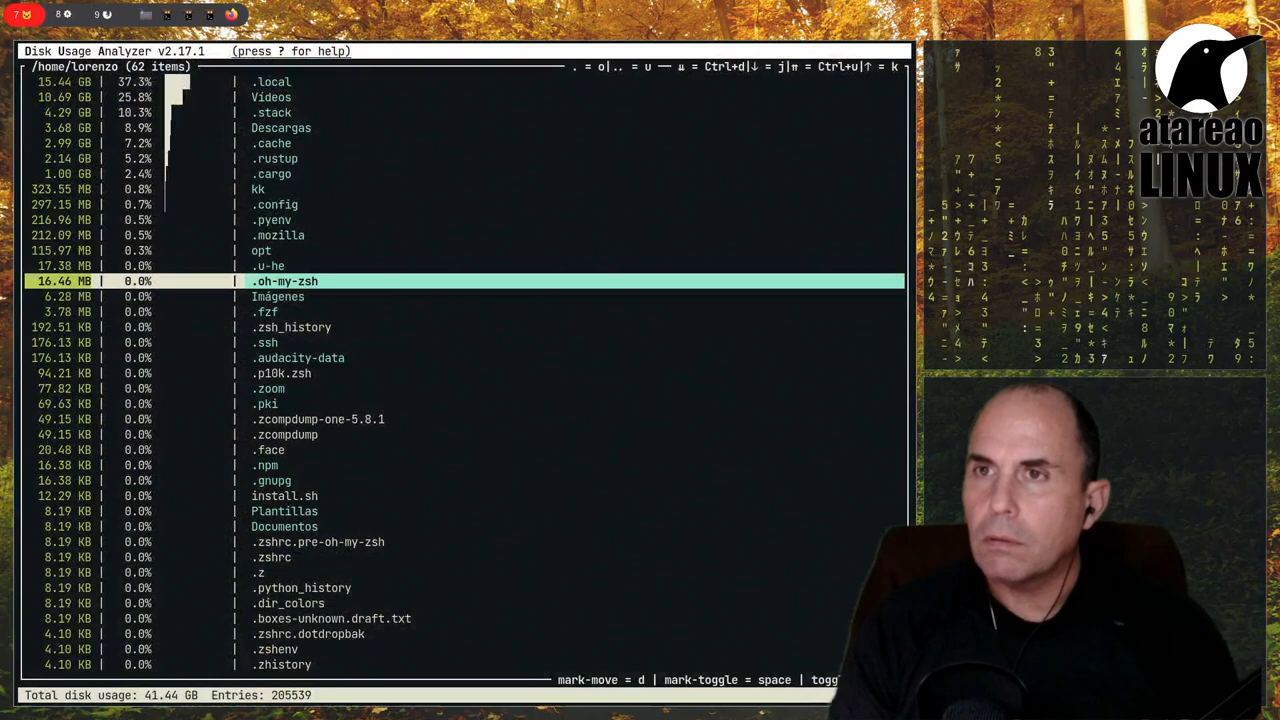 7 8 9
Disk Usage Analyzer v2.17.1 (press ? for help)
/home/lorenzo (62 items) . = o|.. = u ── ⇊ = Ctrl+d|↓ = j|⇈ = Ctrl+u|↑ = k
15.44 GB | 37.3% | .local
10.69 GB | 25.8% | Vídeos
4.29 GB | 10.3% | .stack
3.68 GB | 8.9% | Descargas
2.99 GB | 7.2% | .cache
2.14 GB | 5.2% | .rustup
1.00 GB | 2.4% | .cargo
323.55 MB | 0.8% | kk
297.15 MB | 0.7% | .config
216.96 MB | 0.5% | .pyenv
212.09 MB | 0.5% | .mozilla
115.97 MB | 0.3% | opt
17.38 MB | 0.0% | .u-he
16.46 MB | 0.0% | .oh-my-zsh
6.28 MB | 0.0% | Imágenes
3.78 MB | 0.0% | .fzf
192.51 KB | 0.0% | .zsh_history
176.13 KB | 0.0% | .ssh
176.13 KB | 0.0% | .audacity-data
94.21 KB | 0.0% | .p10k.zsh
77.82 KB | 0.0% | .zoom
69.63 KB | 0.0% | .pki
49.15 KB | 0.0% | .zcompdump-one-5.8.1
49.15 KB | 0.0% | .zcompdump
20.48 KB | 0.0% | .face
16.38 KB | 0.0% | .npm
16.38 KB | 0.0% | .gnupg
12.29 KB | 0.0% | install.sh
8.19 KB | 0.0% | Plantillas
8.19 KB | 0.0% | Documentos
8.19 KB | 0.0% | .zshrc.pre-oh-my-zsh
8.19 KB | 0.0% | .zshrc
8.19 KB | 0.0% | .z
8.19 KB | 0.0% | .python_history
8.19 KB | 0.0% | .dir_colors
8.19 KB | 0.0% | .boxes-unknown.draft.txt
4.10 KB | 0.0% | .zshrc.dotdropbak
4.10 KB | 0.0% | .zshenv
4.10 KB | 0.0% | .zhistory
mark-move = d | mark-toggle = space |
Total disk usage: 41.44 GB Entries: 205539
atareao
LINUX